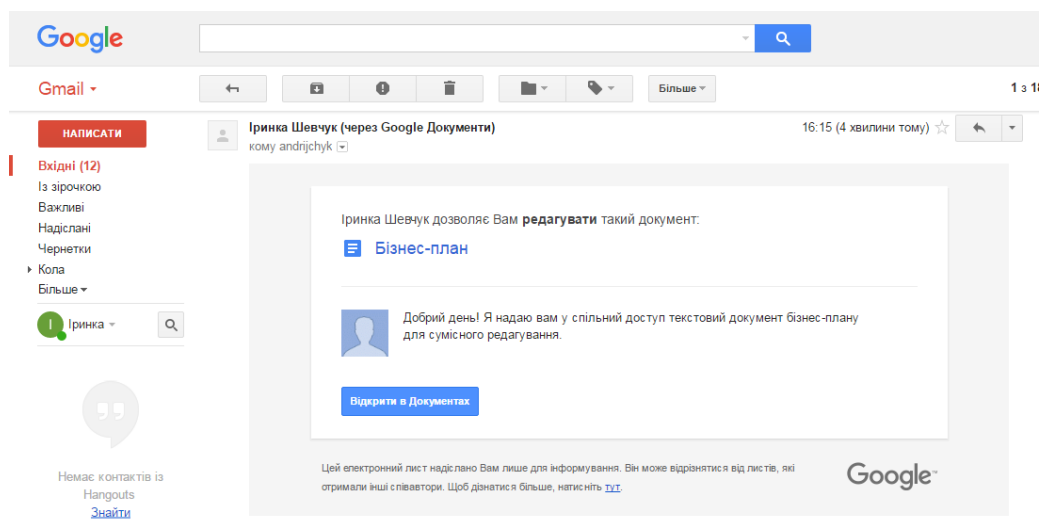 Google
Gmail
Більше
1 з 18
НАПИСАТИ
Вхідні (12)
Із зірочкою
Важливі
Надіслані
Чернетки
Кола
Більше
І Іринка
Немає контактів із
Hangouts
Знайти
Іринка Шевчук (через Google Документи)
16:15 (4 хвилини тому)
кому andrijchyk
Іринка Шевчук дозволяє Вам редагувати такий документ:
Бізнес-план
Добрий день! Я надаю вам у спільний доступ текстовий документ бізнес-плану
для сумісного редагування.
Відкрити в Документах
Цей електронний лист надіслано Вам лише для інформування. Він може відрізнятися від листів, які
отримали інші співавтори. Щоб дізнатися більше, натисніть тут.
Google